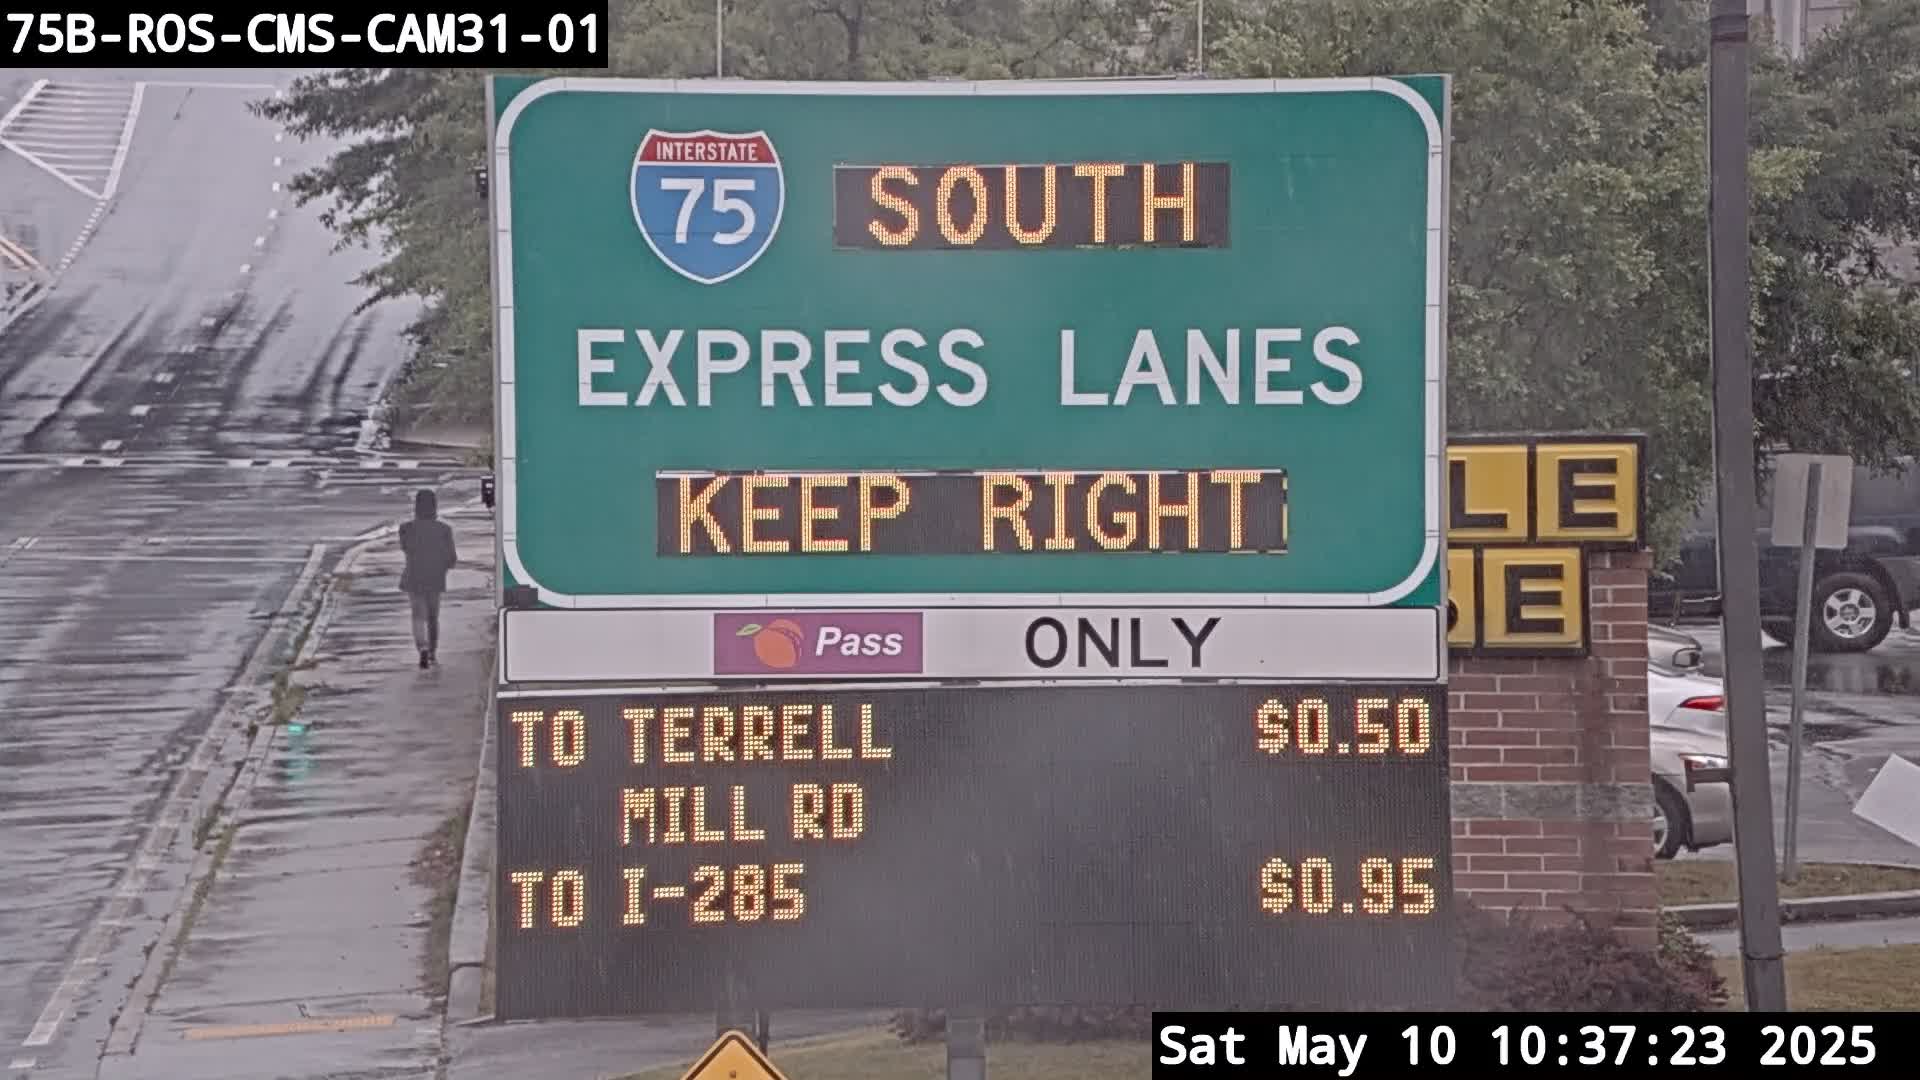 75B-ROS-CMS-CAM31-01
INTERSTATE
75
SOUTH
EXPRESS LANES
KEEP RIGHT
Pass ONLY
TO TERRELL $0.50
MILL RD
TO I-285 $0.95
LE
E
Sat May 10 10:37:23 2025